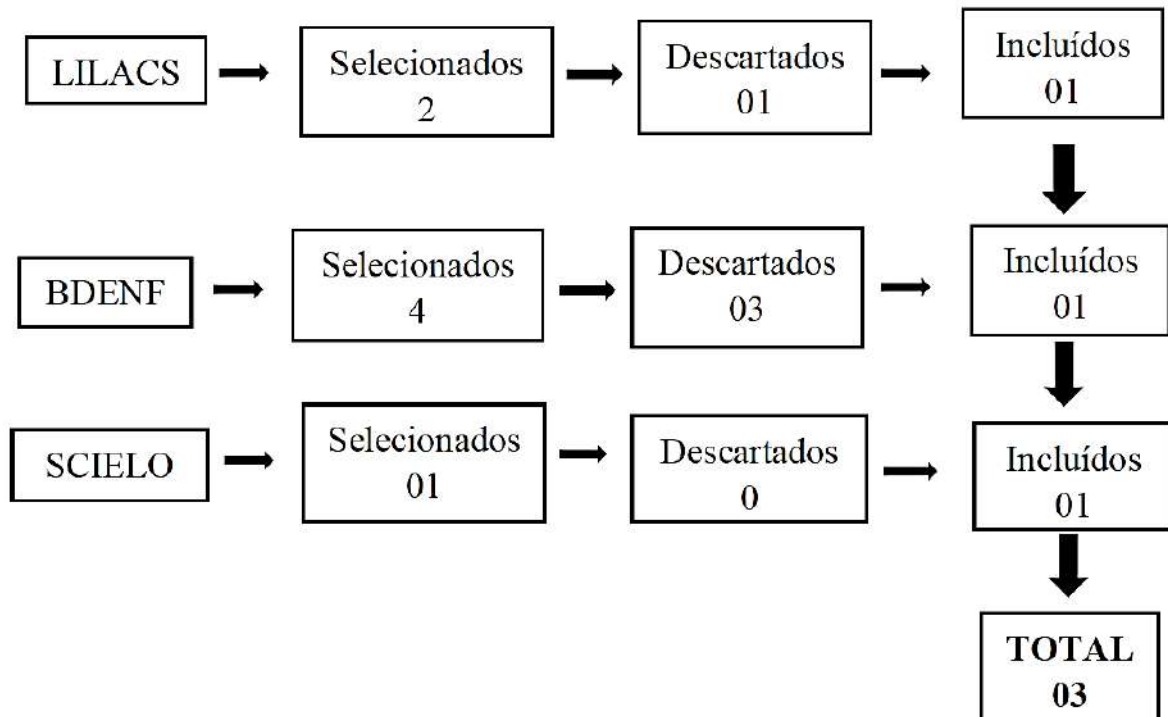 LILACS
Selecionados
2
Descartados
01
Incluídos
01
BDENF
Selecionados
4
Descartados
03
Incluídos
01
SCIELO
Selecionados
01
Descartados
0
Incluídos
01
TOTAL
03